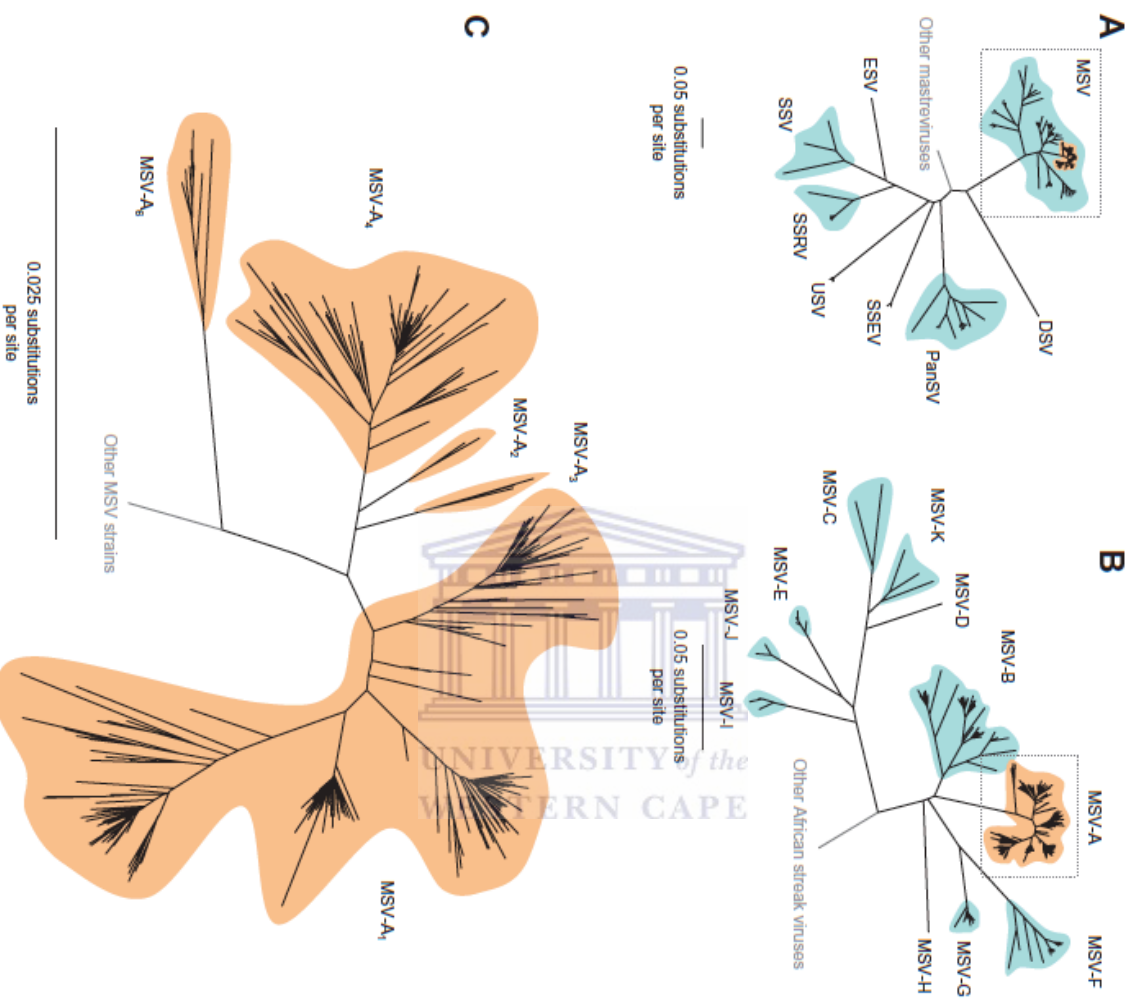 A
MSV
DSV
Other mastreviruses
ESV
SSV
SSRV
USV
SSEV
PanSV
0.05 substitutions
per site
B
MSV-A
MSV-F
MSV-B
MSV-D
MSV-K
MSV-C
MSV-G
MSV-H
Other African streak viruses
MSV-E
MSV-J
MSV-I
0.05 substitutions
per site
C
MSV-A3
MSV-A2
MSV-A4
MSV-A1
MSV-A6
Other MSV strains
0.025 substitutions
per site
UNIVERSITY of the
WESTERN CAPE